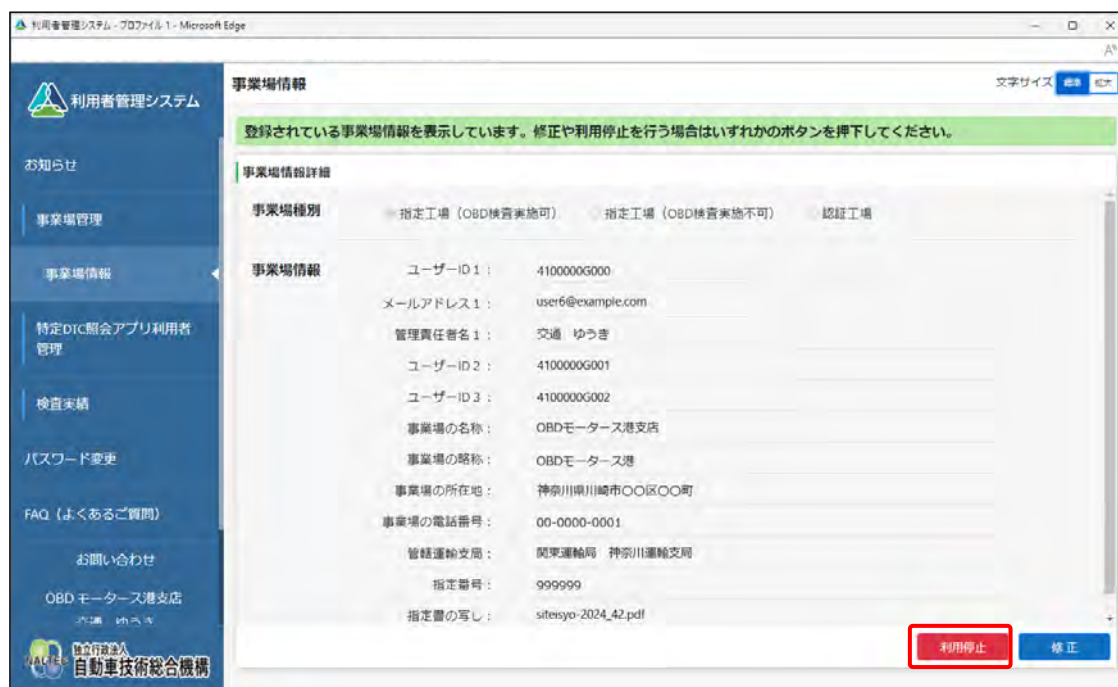 利用者管理システム - プロファイル 1 - Microsoft Edge
利用者管理システム
お知らせ
事業場管理
事業場情報
特定DTC照会アプリ利用者
管理
検査実績
パスワード変更
FAQ（よくあるご質問）
お問い合わせ
OBD モータース港支店
交通 ゆうき
独立行政法人
NALTEC 自動車技術総合機構
事業場情報
文字サイズ 標準 拡大
登録されている事業場情報を表示しています。修正や利用停止を行う場合はいずれかのボタンを押下してください。
事業場情報詳細
事業場種別 指定工場（OBD検査実施可） 指定工場（OBD検査実施不可） 認証工場
事業場情報 ユーザーID1： 4100000G000
メールアドレス1： user6@example.com
管理責任者名1： 交通 ゆうき
ユーザーID2： 4100000G001
ユーザーID3： 4100000G002
事業場の名称： OBDモータース港支店
事業場の略称： OBDモータース港
事業場の所在地： 神奈川県川崎市〇〇区〇〇町
事業場の電話番号： 00-0000-0001
管轄運輸支局： 関東運輸局 神奈川運輸支局
指定番号： 999999
指定書の写し： siteisyo-2024_42.pdf
利用停止 修正